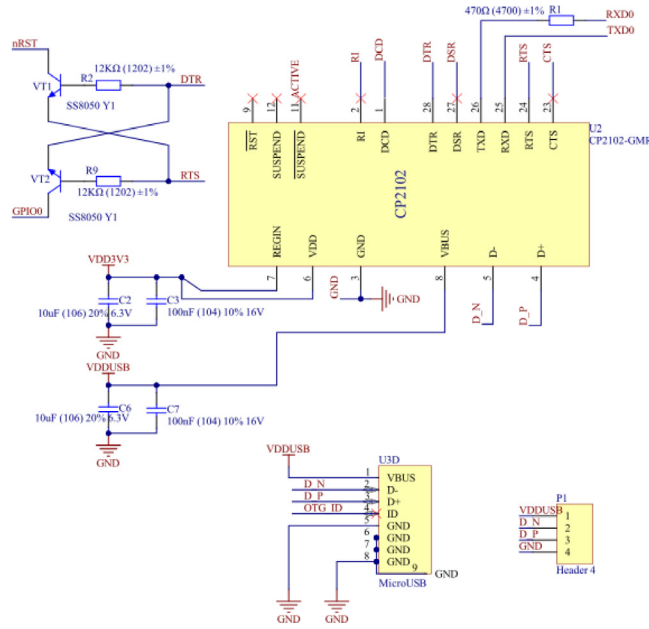 470Ω (4700) ±1%
R1
RXD0
TXD0
nRST
12KΩ (1202) ±1%
R2
DTR
VT1
SS8050 Y1
VT2
R9
RTS
12KΩ (1202) ±1%
GPIO0
SS8050 Y1
ACTIVE
RI
DCD
DTR
DSR
RTS
CTS
9
12
11
2
1
28
27
26
25
24
23
U2
CP2102-GMR
RST
SUSPEND
SUSPEND
RI
DCD
DTR
DSR
TXD
RXD
RTS
CTS
CP2102
REGIN
VDD
GND
VBUS
D-
D+
7
6
3
8
5
4
GND
GND
D_N
D_P
VDD3V3
C2
C3
10uF (106) 20% 6.3V
100nF (104) 10% 16V
GND
VDDUSB
C6
C7
10uF (106) 20% 6.3V
100nF (104) 10% 16V
GND
VDDUSB
U3D
1
VBUS
D_N
2
D-
D_P
3
D+
OTG_ID
4
ID
5
GND
6
GND
7
GND
8
GND
9
GND
MicroUSB
GND
GND
P1
VDDUSB
1
D_N
2
D_P
3
GND
4
Header 4